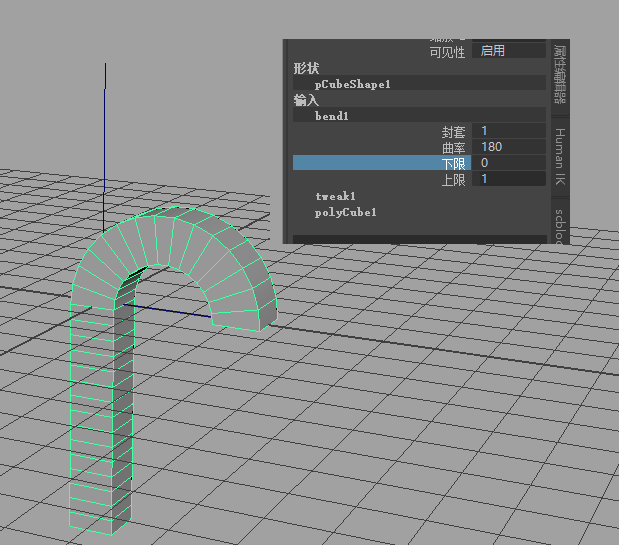 可见性 启用
形状
pCubeShape1
输入
bend1
封套 1
曲率 180
下限 0
上限 1
tweak1
polyCube1
属性编辑器
Human IK